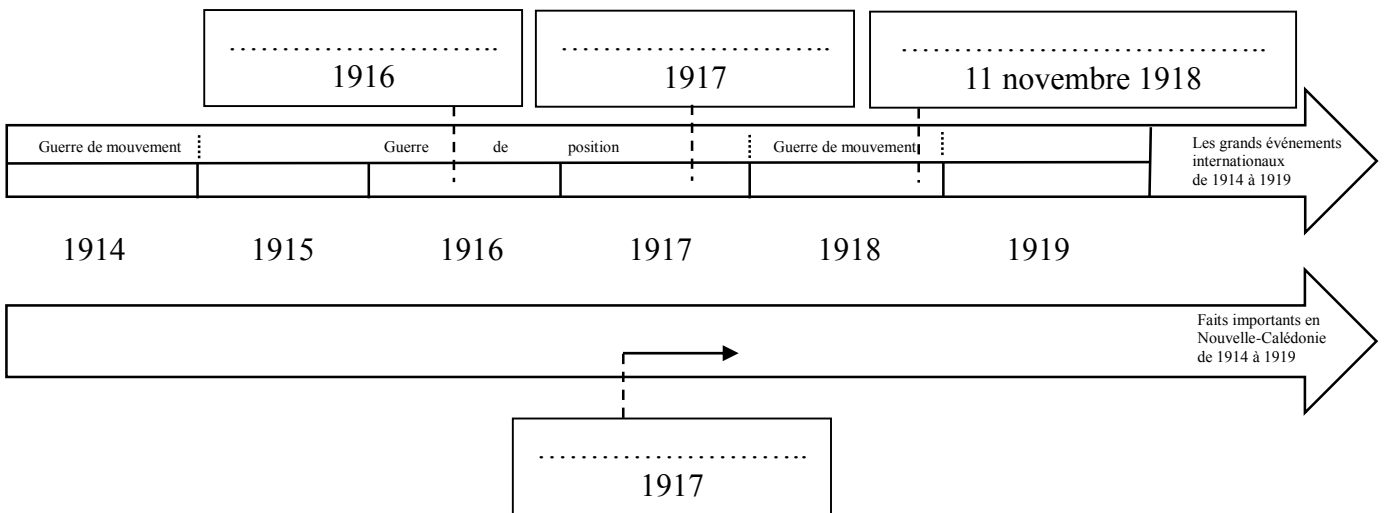 ……………………..
1916
……………………..
1917
………………………………..
11 novembre 1918
Guerre de mouvement
Guerre de position
Guerre de mouvement
Les grands événements
internationaux
de 1914 à 1919
1914 1915 1916 1917 1918 1919
Faits importants en
Nouvelle-Calédonie
de 1914 à 1919
……………………..
1917